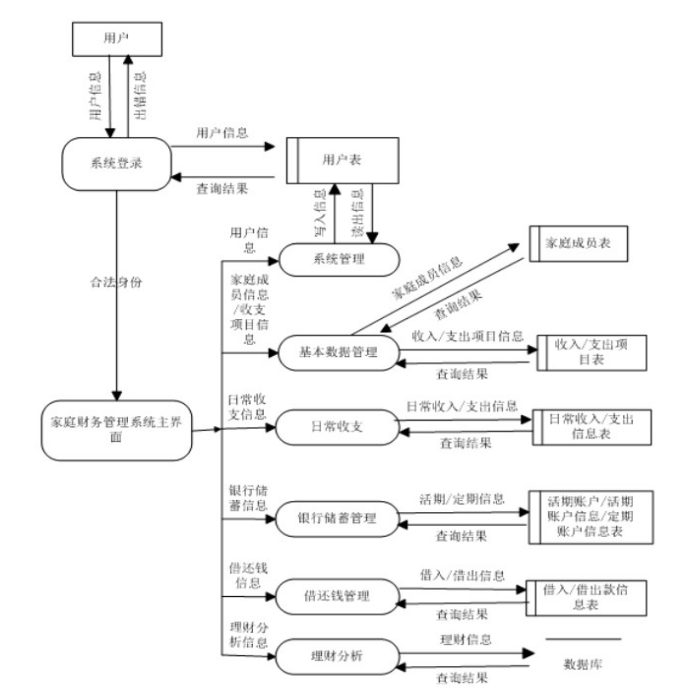 用户
用户信息
出错信息
系统登录
用户信息
查询结果
用户表
写入信息
读出信息
合法身份
用户信
息
系统管理
家庭成员信息
查询结果
家庭成员表
家庭成
员信息
/收支
项目信
息
基本数据管理
收入/支出项目信息
查询结果
收入/支出项
目表
家庭财务管理系统主界
面
日常收
支信息
日常收支
日常收入/支出信息
查询结果
日常收入/支出
信息表
银行储
蓄信息
银行储蓄管理
活期/定期信息
查询结果
活期账户/活期
账户信息/定期
账户信息表
借还钱
信息
借还钱管理
借入/借出信息
查询结果
借入/借出款信
息表
理财分
析信息
理财分析
理财信息
查询结果
数据库